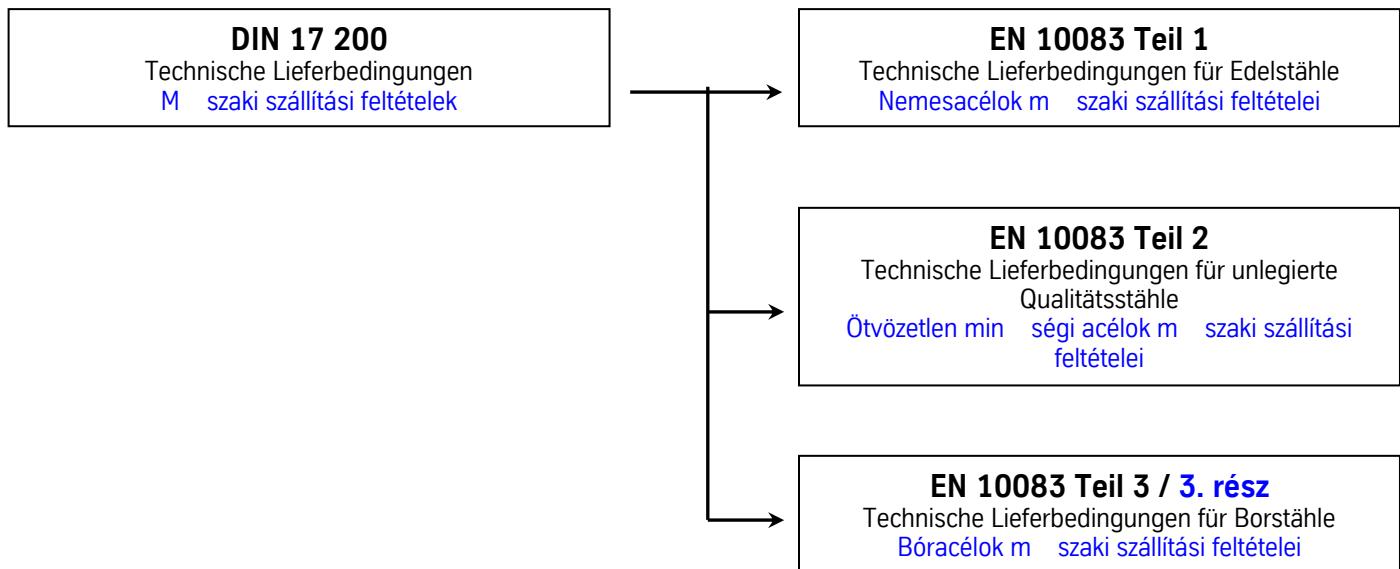 DIN 17 200
Technische Lieferbedingungen
M szaki szállítási feltételek
EN 10083 Teil 1
Technische Lieferbedingungen für Edelstähle
Nemesacélok m szaki szállítási feltételei
EN 10083 Teil 2
Technische Lieferbedingungen für unlegierte
Qualitätsstähle
Ötvözetlen min ségi acélok m szaki szállítási
feltételei
EN 10083 Teil 3 / 3. rész
Technische Lieferbedingungen für Borstähle
Bóracélok m szaki szállítási feltételei